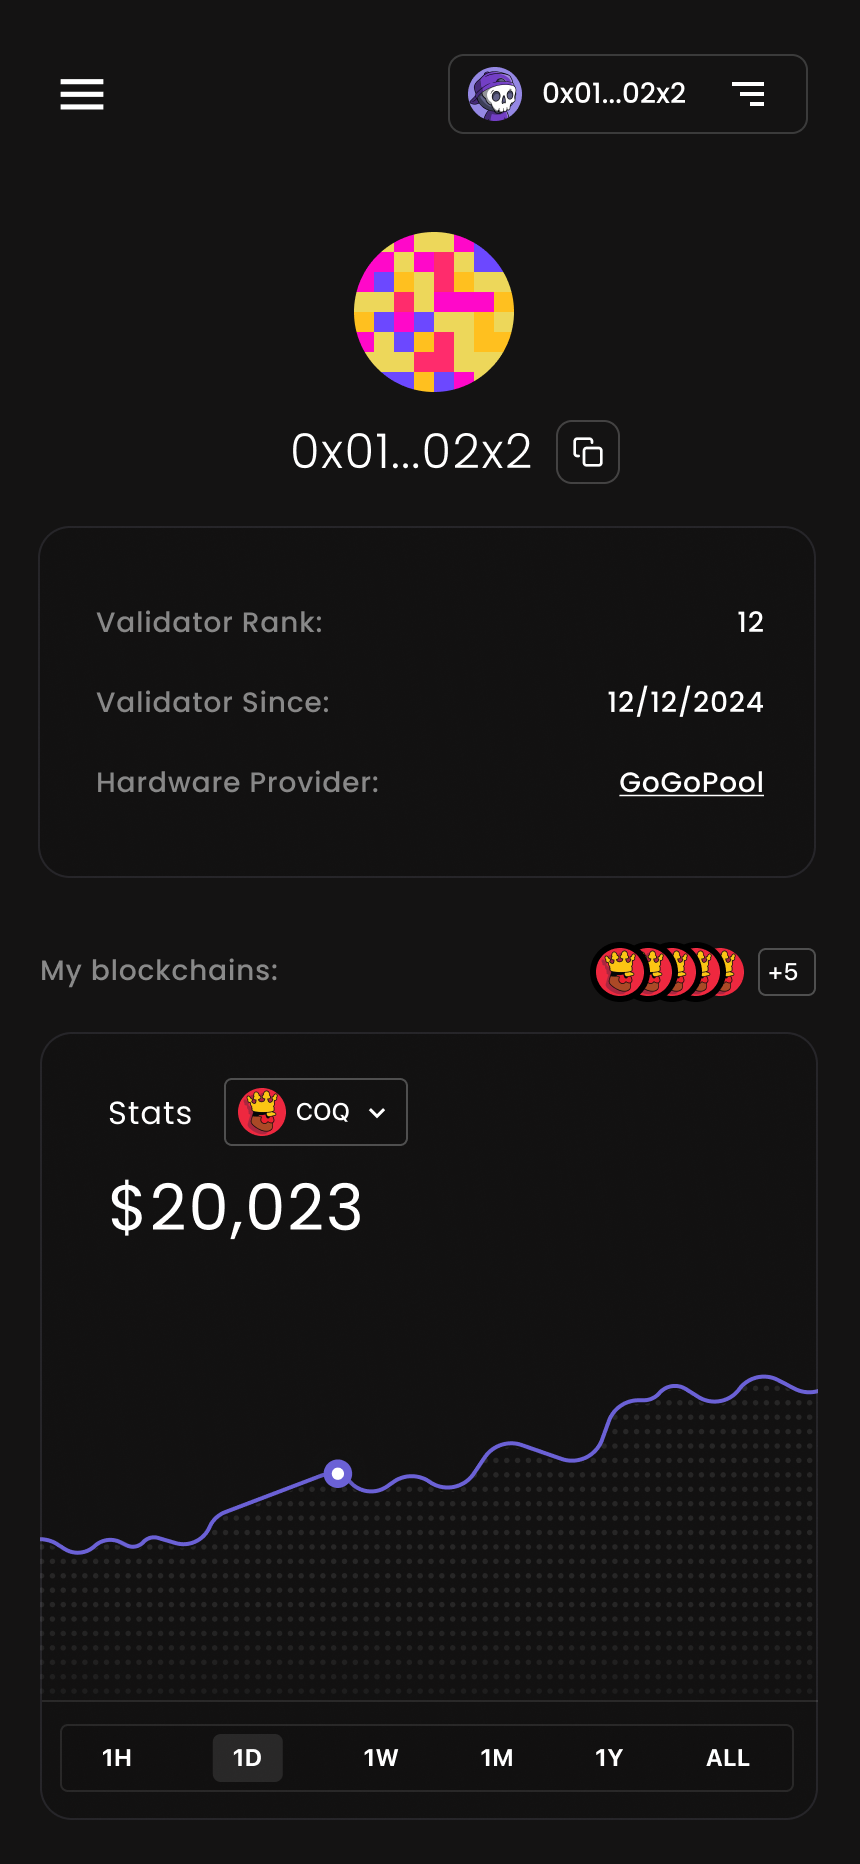 0x01...02x2
0x01...02x2
Validator Rank: 12
Validator Since: 12/12/2024
Hardware Provider: GoGoPool
My blockchains: +5
Stats COQ
$20,023
1H 1D 1W 1M 1Y ALL